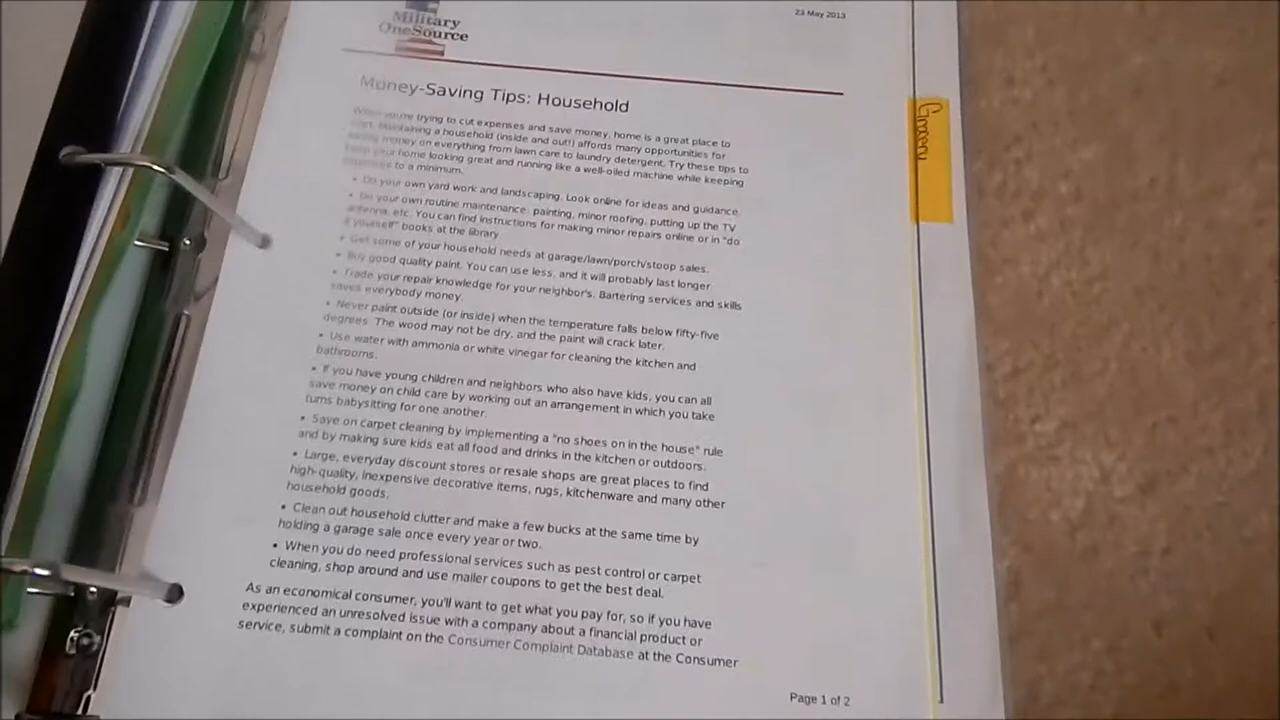 23 May 2013
Military
OneSource
Money-Saving Tips: Household
When you're trying to cut expenses and save money, home is a great place to
start. Maintaining a household (inside and out!) affords many opportunities for
saving money on everything from lawn care to laundry detergent. Try these tips to
keep your home looking great and running like a well-oiled machine while keeping
expenses to a minimum.
• Do your own yard work and landscaping. Look online for ideas and guidance.
• Do your own routine maintenance: painting, minor roofing, putting up the TV
antenna, etc. You can find instructions for making minor repairs online or in "do
it yourself" books at the library
• Get some of your household needs at garage/lawn/porch/stoop sales.
• Buy good quality paint. You can use less, and it will probably last longer.
• Trade your repair knowledge for your neighbor's. Bartering services and skills
saves everybody money.
• Never paint outside (or inside) when the temperature falls below fifty-five
degrees. The wood may not be dry, and the paint will crack later.
• Use water with ammonia or white vinegar for cleaning the kitchen and
bathrooms.
• If you have young children and neighbors who also have kids, you can all
save money on child care by working out an arrangement in which you take
turns babysitting for one another.
• Save on carpet cleaning by implementing a "no shoes on in the house" rule
and by making sure kids eat all food and drinks in the kitchen or outdoors.
• Large, everyday discount stores or resale shops are great places to find
high-quality, inexpensive decorative items, rugs, kitchenware and many other
household goods.
• Clean out household clutter and make a few bucks at the same time by
holding a garage sale once every year or two.
• When you do need professional services such as pest control or carpet
cleaning, shop around and use mailer coupons to get the best deal.
As an economical consumer, you'll want to get what you pay for, so if you have
experienced an unresolved issue with a company about a financial product or
service, submit a complaint on the Consumer Complaint Database at the Consumer
Page 1 of 2
Grocery